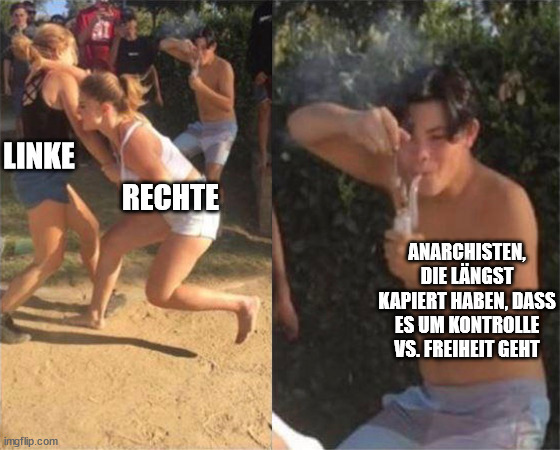 LINKE
RECHTE
ANARCHISTEN,
DIE LÄNGST
KAPIERT HABEN, DASS
ES UM KONTROLLE
VS. FREIHEIT GEHT
imgflip.com